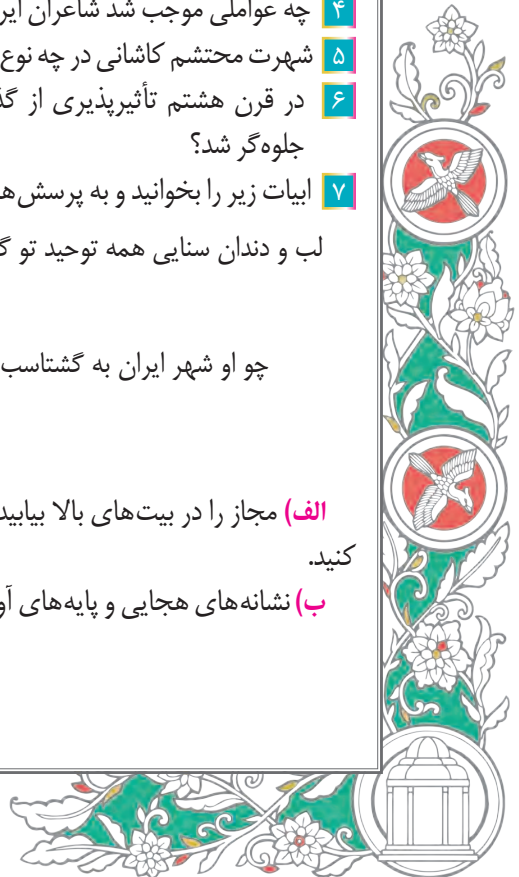 ۴ چه عواملی موجب شد شاعران ایر
۵ شهرت محتشم کاشانی در چه نوع
۶ در قرن هشتم تأثیرپذیری از گذ
جلوه‌گر شد؟
۷ ابیات زیر را بخوانید و به پرسش‌ه
لب و دندان سنایی همه توحید تو گ
چو او شهر ایران به گشتاسب
الف) مجاز را در بیت‌های بالا بیابید
کنید.
ب) نشانه‌های هجایی و پایه‌های آو